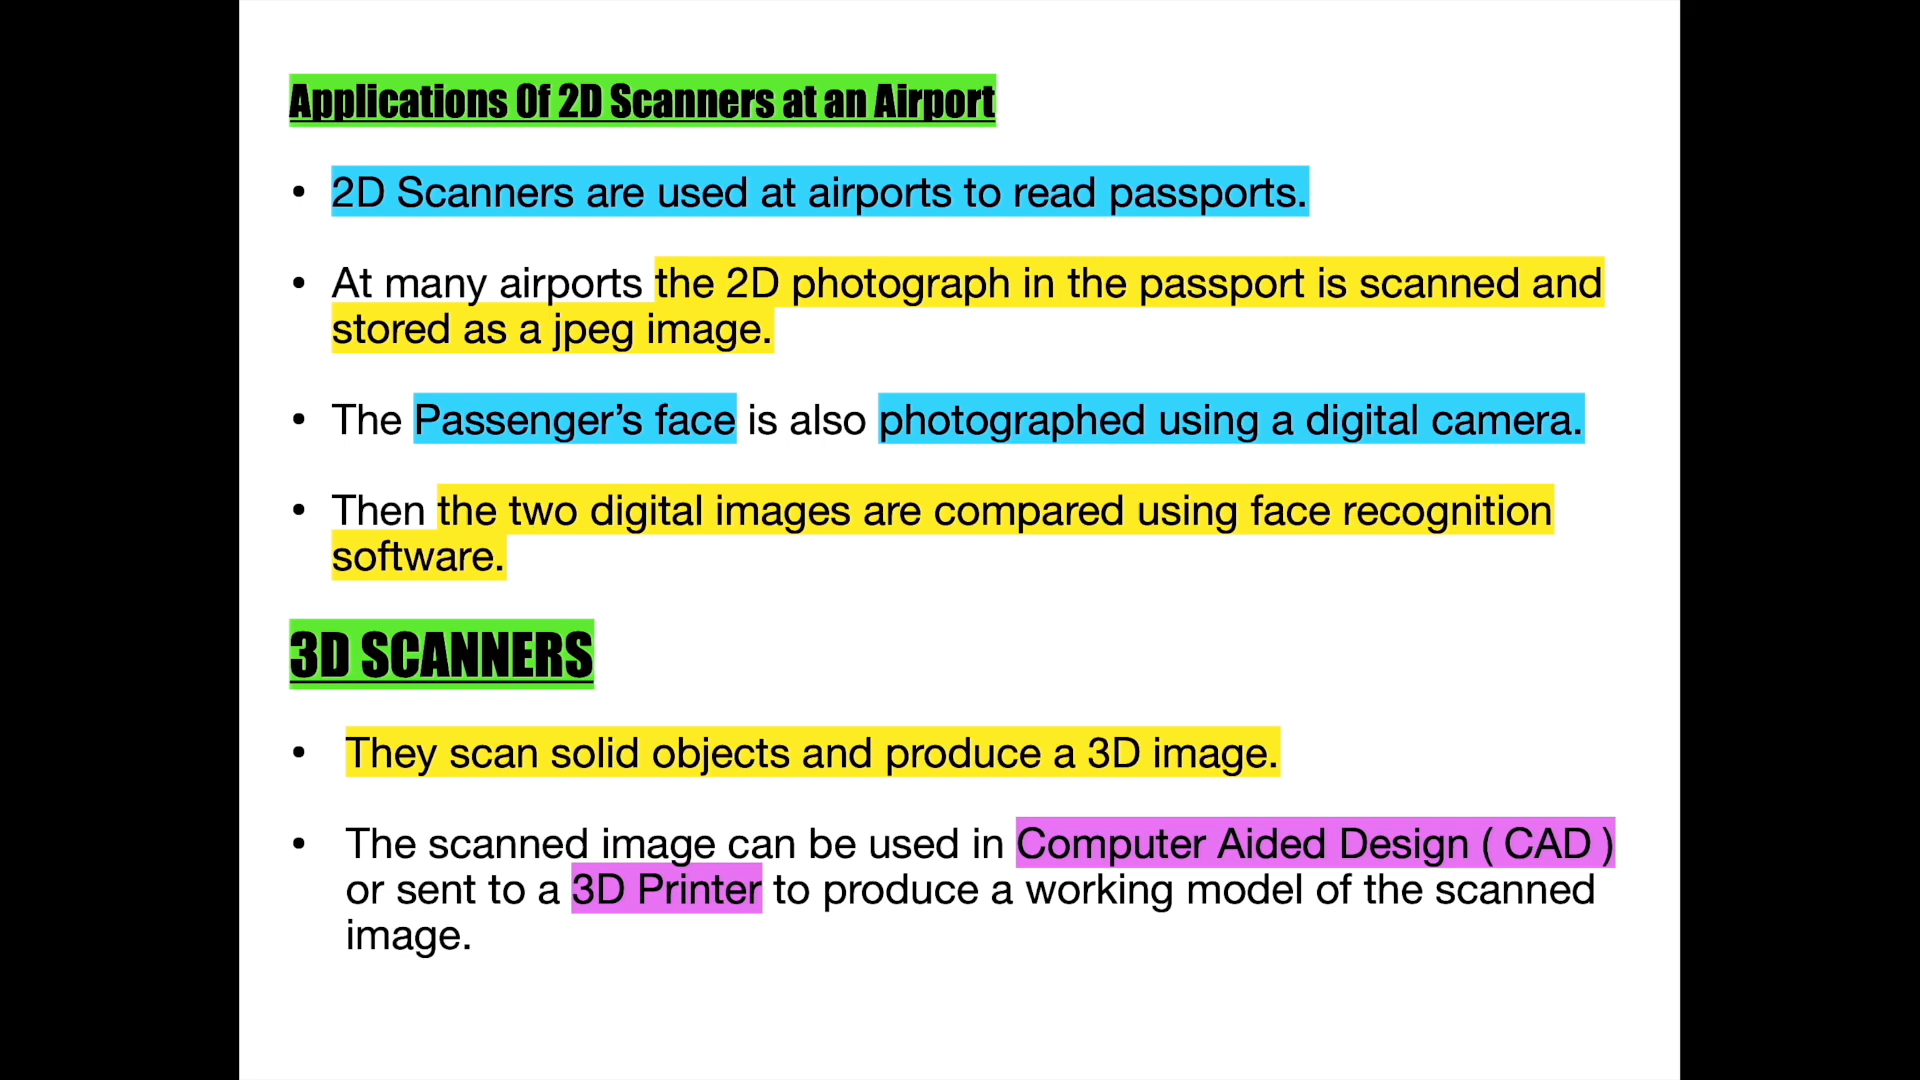 Applications Of 2D Scanners at an Airport
• 2D Scanners are used at airports to read passports.
• At many airports the 2D photograph in the passport is scanned and
stored as a jpeg image.
• The Passenger’s face is also photographed using a digital camera.
• Then the two digital images are compared using face recognition
software.
3D SCANNERS
• They scan solid objects and produce a 3D image.
• The scanned image can be used in Computer Aided Design ( CAD )
or sent to a 3D Printer to produce a working model of the scanned
image.